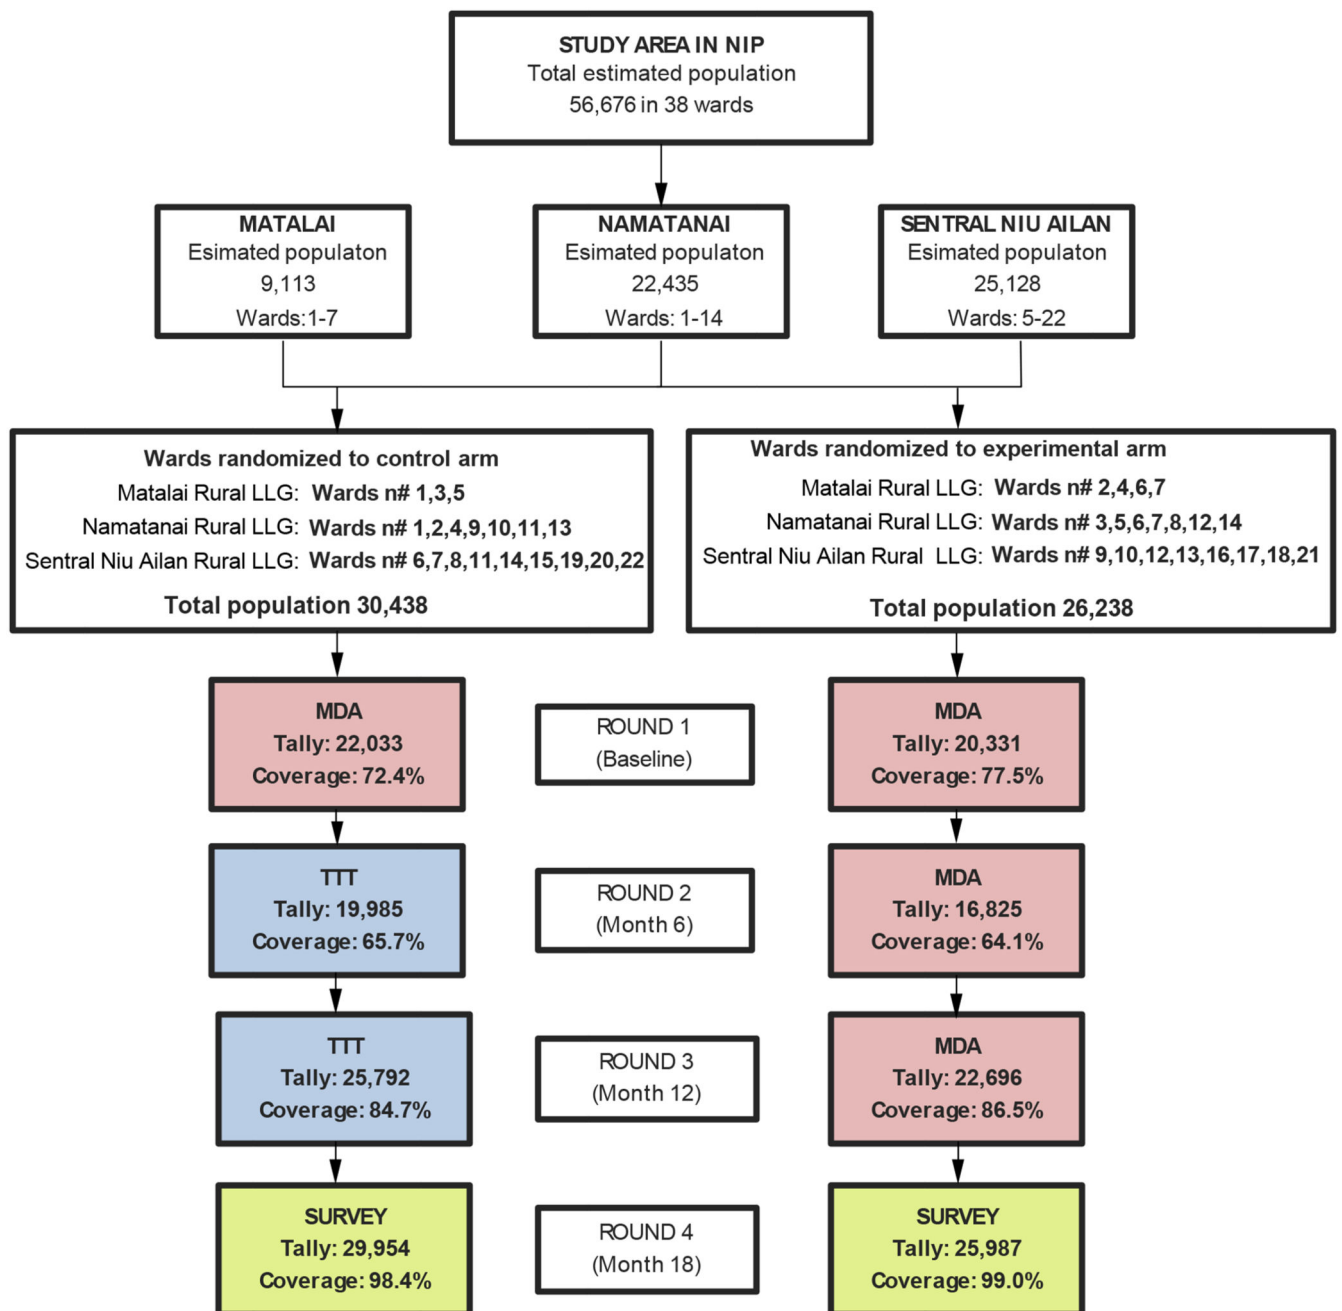 STUDY AREA IN NIP
Total estimated population
56,676 in 38 wards
MATALAI
Esimated populaton
9,113
Wards:1-7
NAMATANAI
Esimated populaton
22,435
Wards: 1-14
SENTRAL NIU AILAN
Esimated populaton
25,128
Wards: 5-22
Wards randomized to control arm
Matalai Rural LLG: Wards n# 1,3,5
Namatanai Rural LLG: Wards n# 1,2,4,9,10,11,13
Sentral Niu Ailan Rural LLG: Wards n# 6,7,8,11,14,15,19,20,22
Total population 30,438
Wards randomized to experimental arm
Matalai Rural LLG: Wards n# 2,4,6,7
Namatanai Rural LLG: Wards n# 3,5,6,7,8,12,14
Sentral Niu Ailan Rural LLG: Wards n# 9,10,12,13,16,17,18,21
Total population 26,238
MDA
Tally: 22,033
Coverage: 72.4%
ROUND 1
(Baseline)
MDA
Tally: 20,331
Coverage: 77.5%
TTT
Tally: 19,985
Coverage: 65.7%
ROUND 2
(Month 6)
MDA
Tally: 16,825
Coverage: 64.1%
TTT
Tally: 25,792
Coverage: 84.7%
ROUND 3
(Month 12)
MDA
Tally: 22,696
Coverage: 86.5%
SURVEY
Tally: 29,954
Coverage: 98.4%
ROUND 4
(Month 18)
SURVEY
Tally: 25,987
Coverage: 99.0%